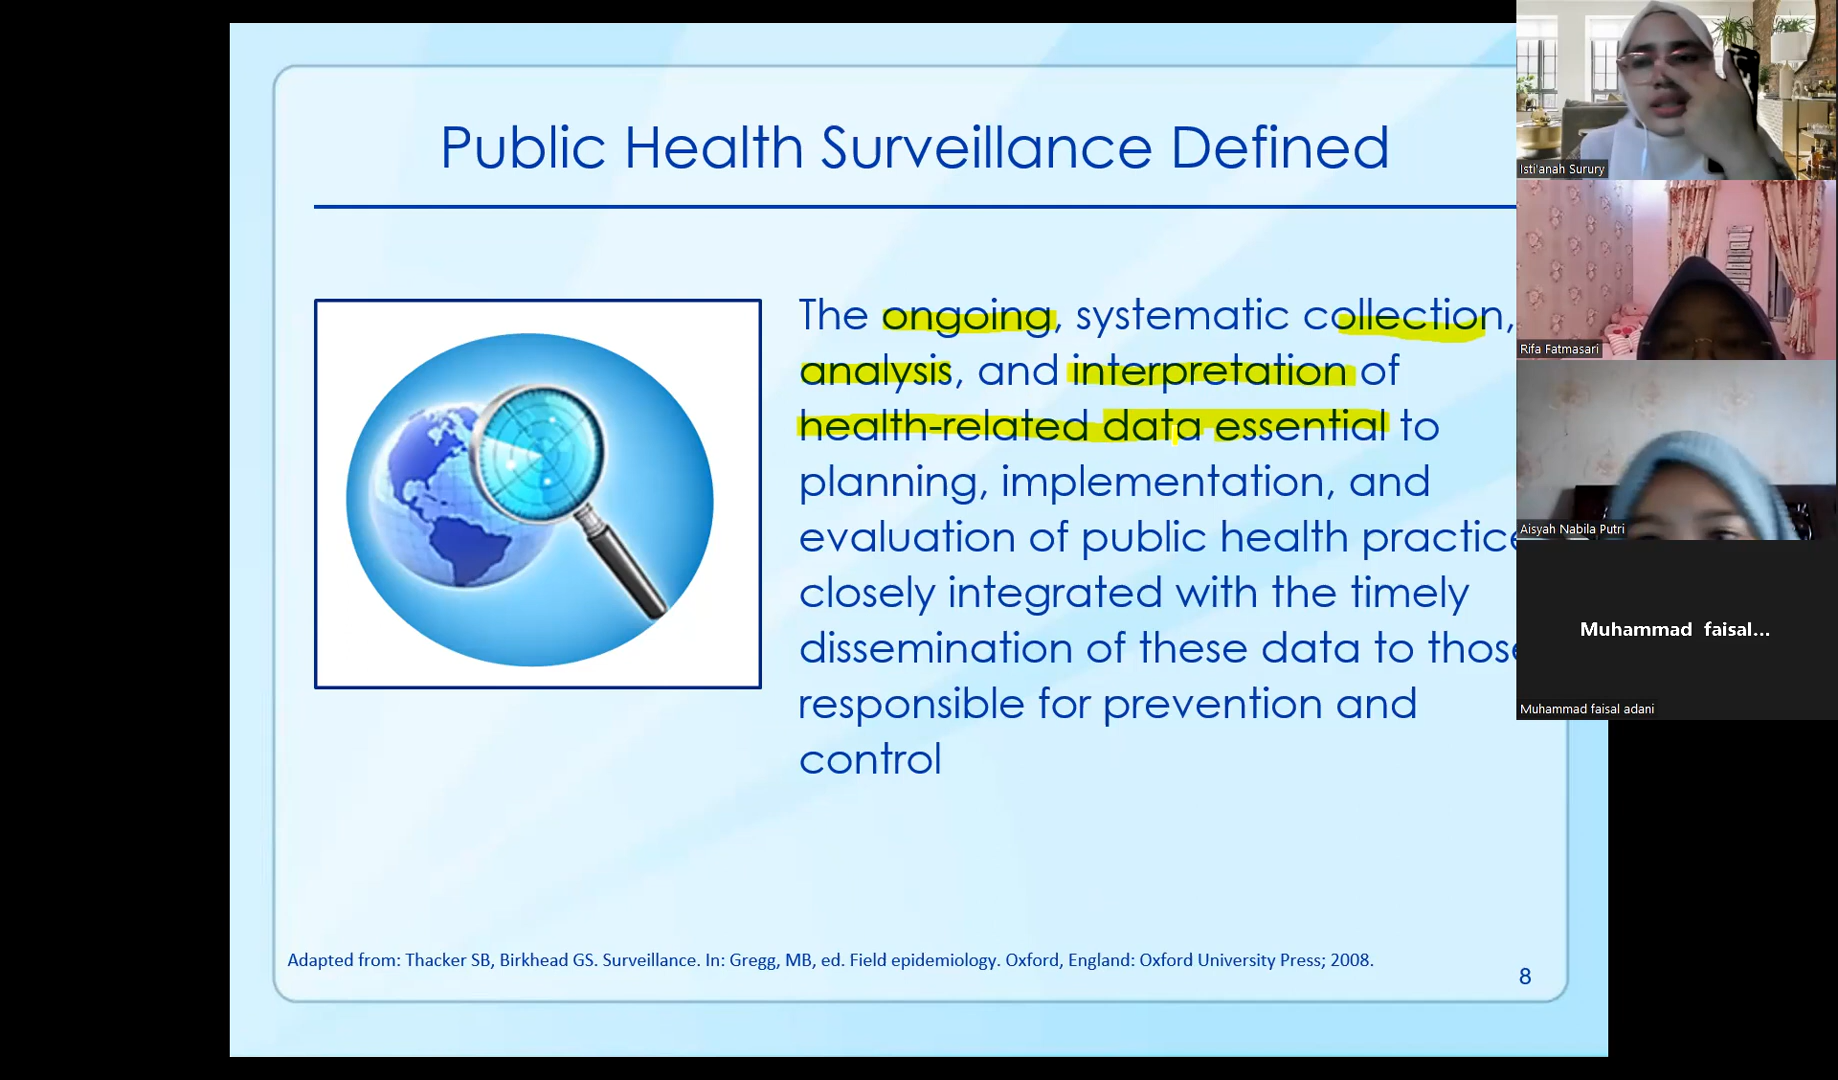 Public Health Surveillance Defined
The ongoing, systematic collection,
analysis, and interpretation of
health-related data essential to
planning, implementation, and
evaluation of public health practice
closely integrated with the timely
dissemination of these data to those
responsible for prevention and
control
Adapted from: Thacker SB, Birkhead GS. Surveillance. In: Gregg, MB, ed. Field epidemiology. Oxford, England: Oxford University Press; 2008.
8
Isti'anah Surury
Rifa Fatmasari
Aisyah Nabila Putri
Muhammad faisal...
Muhammad faisal adani